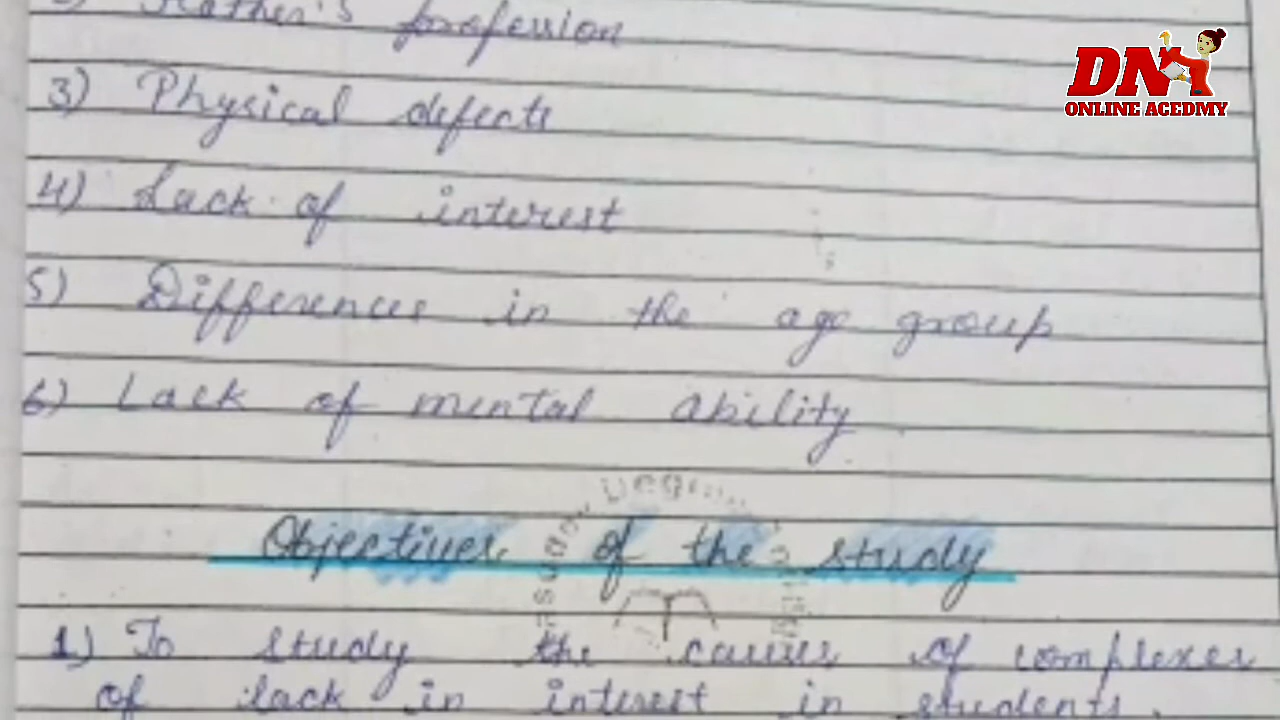 Father's profession
3) Physical defects
4) Lack of interest
5) Differences in the age group
6) Lack of mental ability
Objectives of the study
1) To study the causes of complexes
of lack in interest in students.
DNA
ONLINE ACEDMY